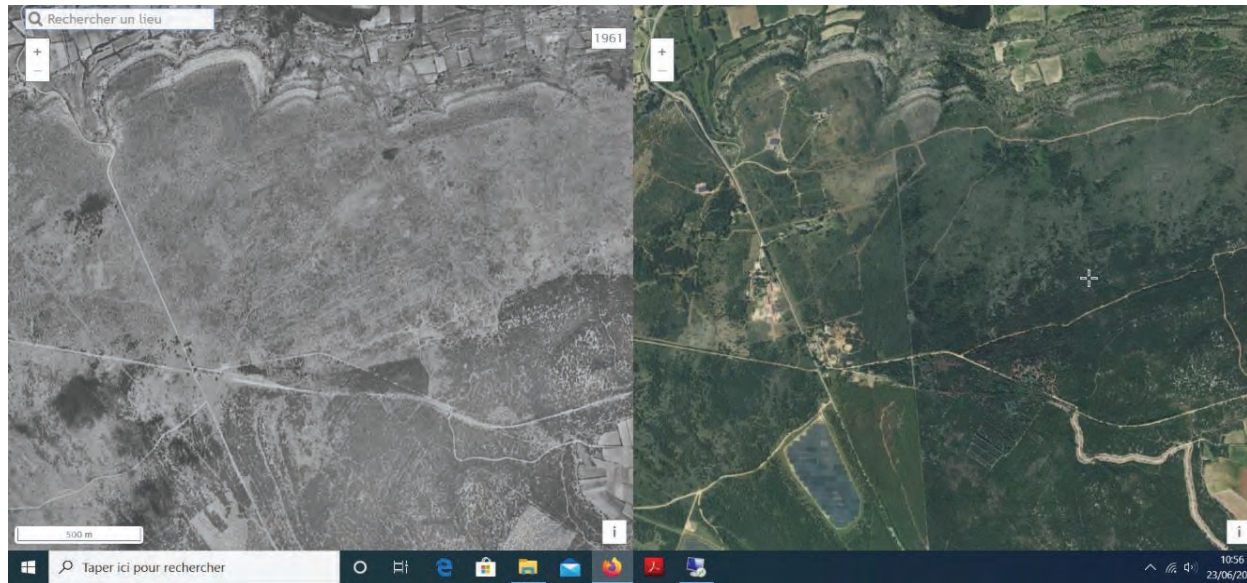 Rechercher un lieu
+
–
1961
+
–
500 m
i
i
Taper ici pour rechercher
10:56
23/06/20